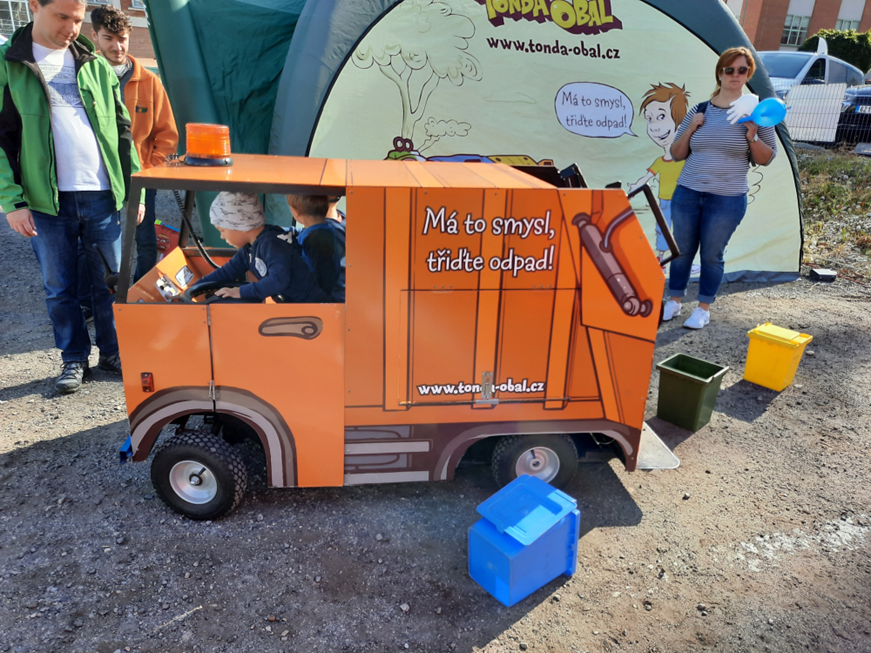 TONDA OBAL
www.tonda-obal.cz
Má to smysl,
třiďte odpad!
Má to smysl,
třiďte odpad!
www.tonda-obal.cz